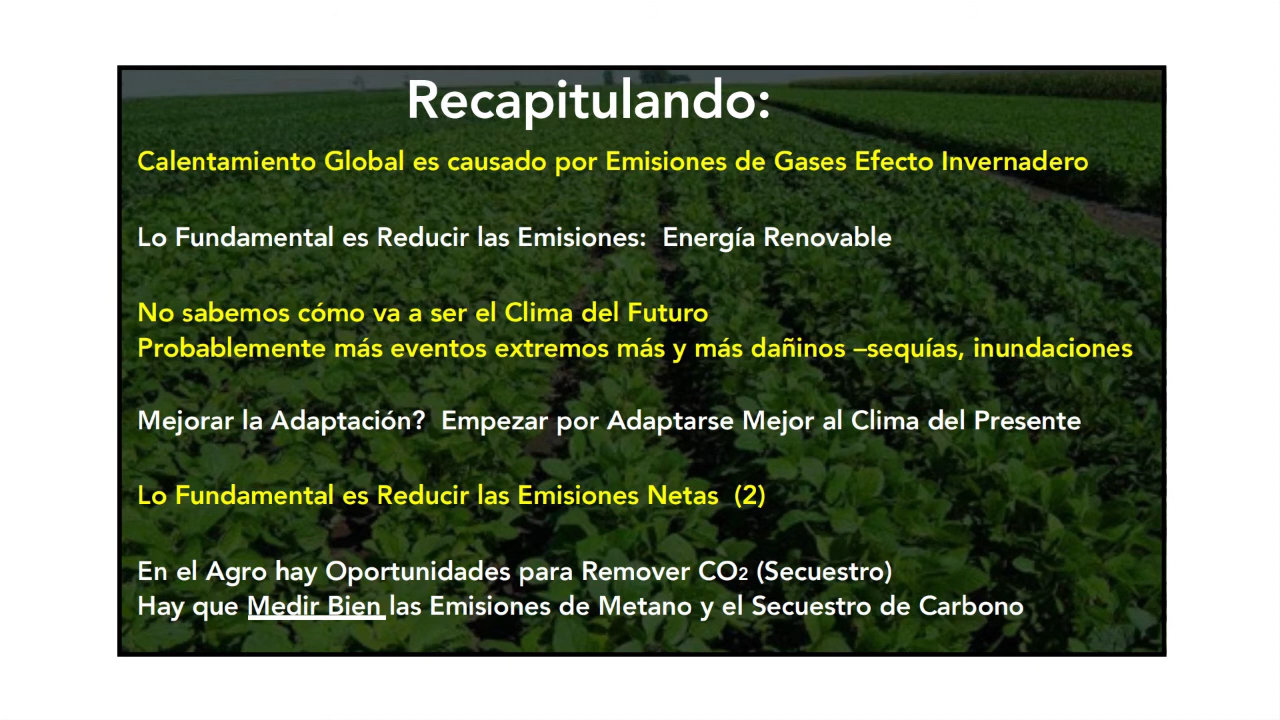 Recapitulando:
Calentamiento Global es causado por Emisiones de Gases Efecto Invernadero
Lo Fundamental es Reducir las Emisiones:  Energía Renovable
No sabemos cómo va a ser el Clima del Futuro
Probablemente más eventos extremos más y más dañinos –sequías, inundaciones
Mejorar la Adaptación?  Empezar por Adaptarse Mejor al Clima del Presente
Lo Fundamental es Reducir las Emisiones Netas  (2)
En el Agro hay Oportunidades para Remover CO2 (Secuestro)
Hay que Medir Bien las Emisiones de Metano y el Secuestro de Carbono